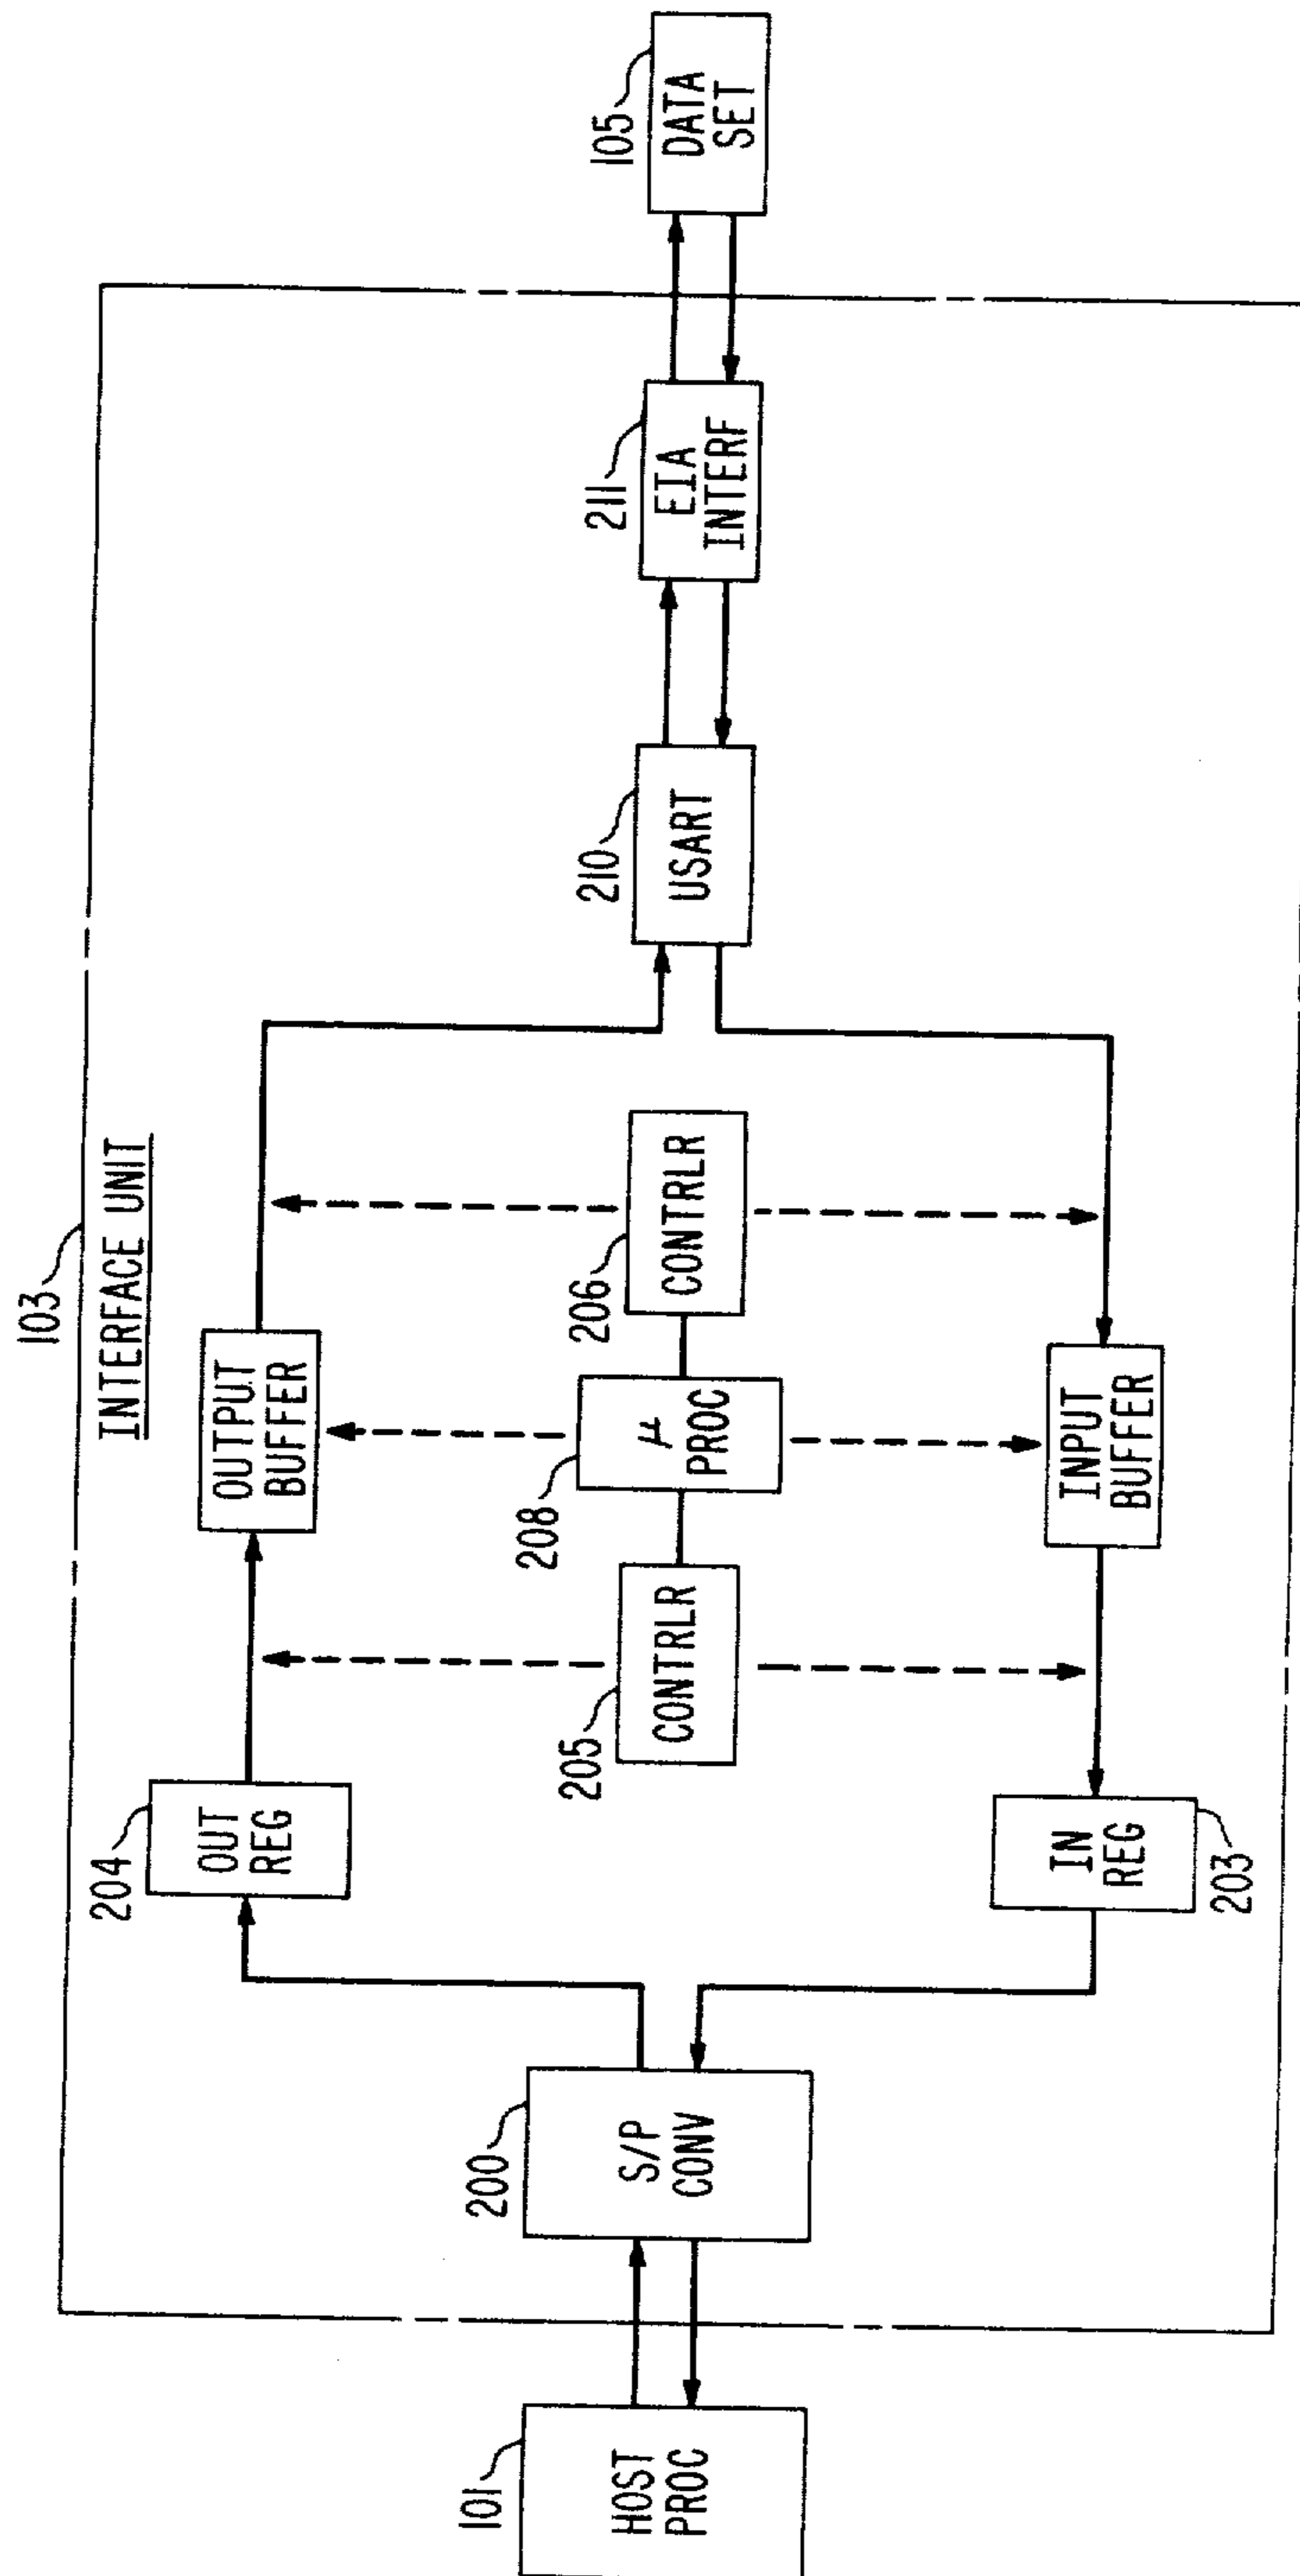 103
INTERFACE UNIT
101
HOST
PROC
200
S/P
CONV
204
OUT
REG
OUTPUT
BUFFER
205
CONTRLR
208
μ
PROC
206
CONTRLR
203
IN
REG
INPUT
BUFFER
210
USART
211
EIA
INTERF
105
DATA
SET